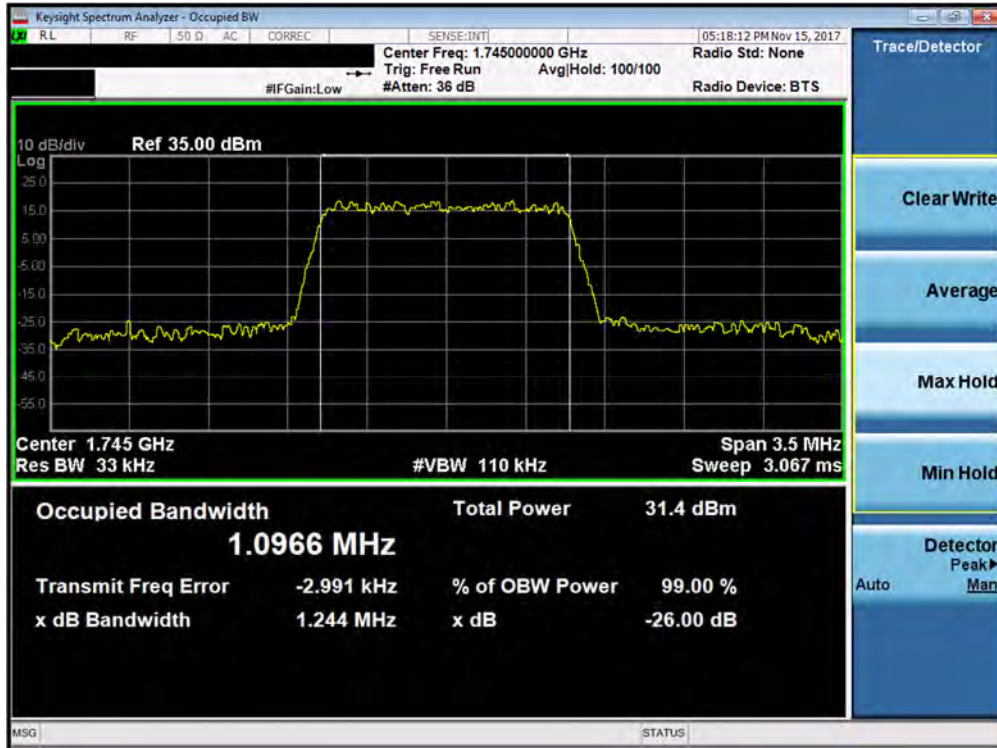 Keysight Spectrum Analyzer - Occupied BW
LXI RL RF 50 Ω AC CORREC SENSE:INT 05:18:12 PM Nov 15, 2017
Center Freq: 1.745000000 GHz Radio Std: None
Trig: Free Run Avg|Hold: 100/100
#IFGain:Low #Atten: 36 dB Radio Device: BTS
10 dB/div Ref 35.00 dBm
Log
25.0
15.0
5.00
-5.00
-15.0
-25.0
-35.0
-45.0
-55.0
Center 1.745 GHz Span 3.5 MHz
Res BW 33 kHz #VBW 110 kHz Sweep 3.067 ms
Occupied Bandwidth Total Power 31.4 dBm
1.0966 MHz
Transmit Freq Error -2.991 kHz % of OBW Power 99.00 %
x dB Bandwidth 1.244 MHz x dB -26.00 dB
MSG STATUS
Trace/Detector
Clear Write
Average
Max Hold
Min Hold
Detector
Peak▶
Auto Man